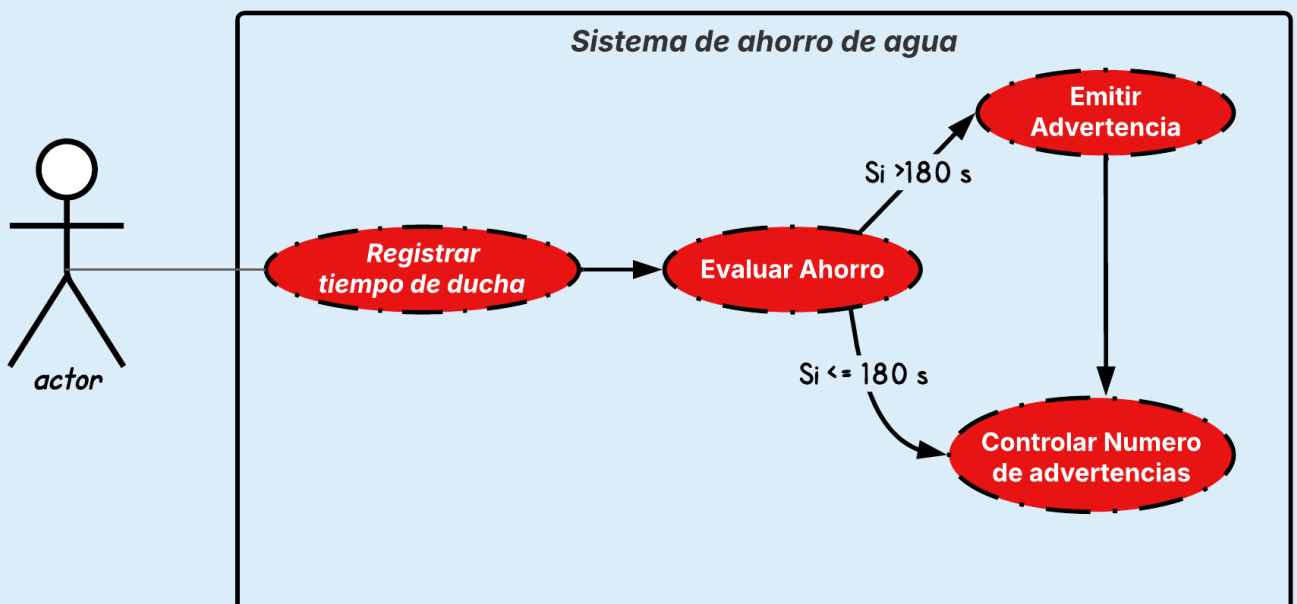 Sistema de ahorro de agua
Emitir
Advertencia
Si >180 s
Registrar
tiempo de ducha
Evaluar Ahorro
Si <= 180 s
actor
Controlar Numero
de advertencias